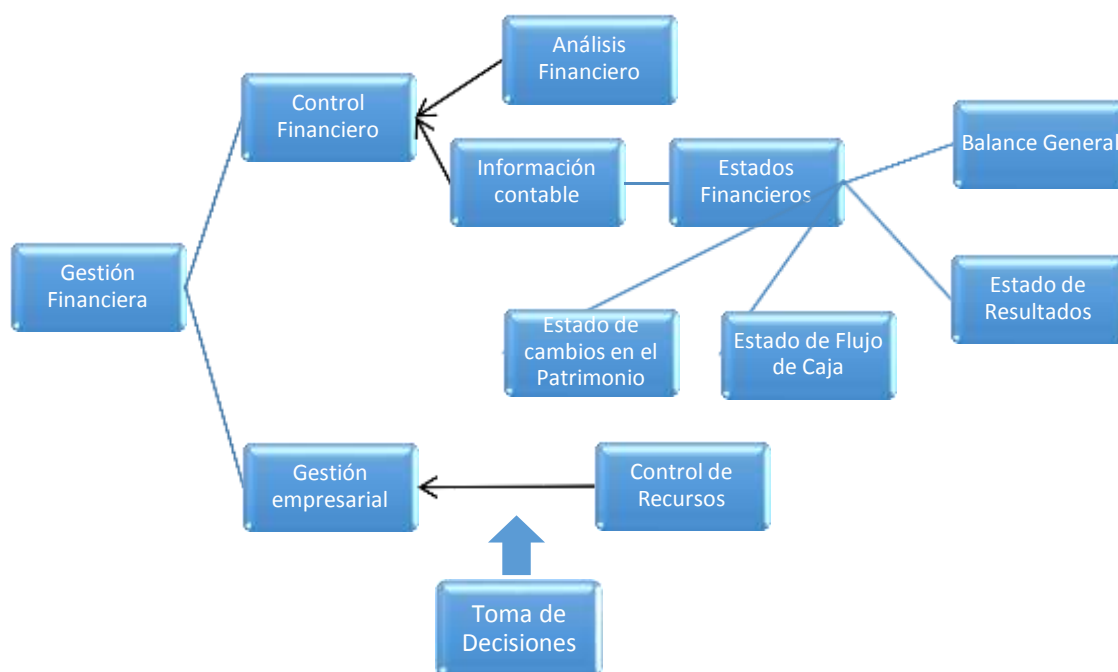 Análisis
Financiero
Control
Financiero
Balance General
Información
contable
Estados
Financieros
Gestión
Financiera
Estado de
Resultados
Estado de
cambios en el
Patrimonio
Estado de Flujo
de Caja
Gestión
empresarial
Control de
Recursos
Toma de
Decisiones